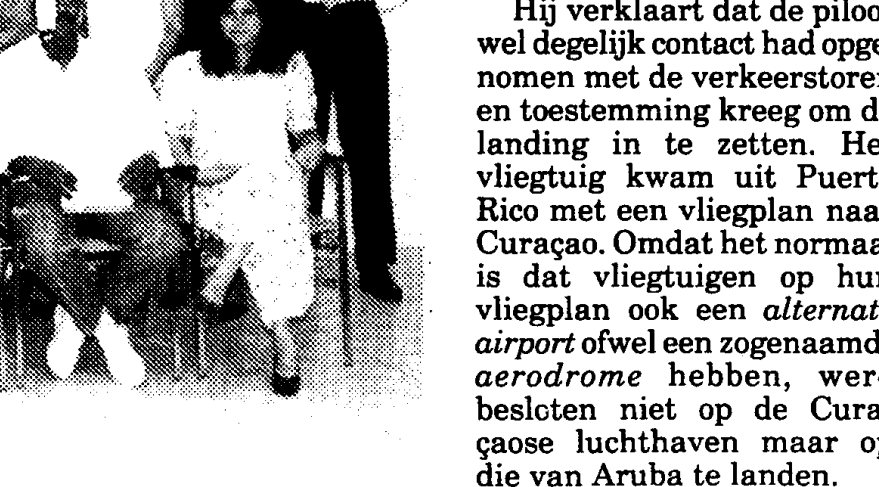 Hij verklaart dat de piloo
wel degelijk contact had opge
nomen met de verkeerstore
en toestemming kreeg om d
landing in te zetten. He
vliegtuig kwam uit Puert
Rico met een vliegplan naa
Curaçao. Omdat het normaa
is dat vliegtuigen op hun
vliegplan ook een alternat
airport ofwel een zogenaamd
aerodrome hebben, wer
besloten niet op de Cura
çaose luchthaven maar op
die van Aruba te landen.